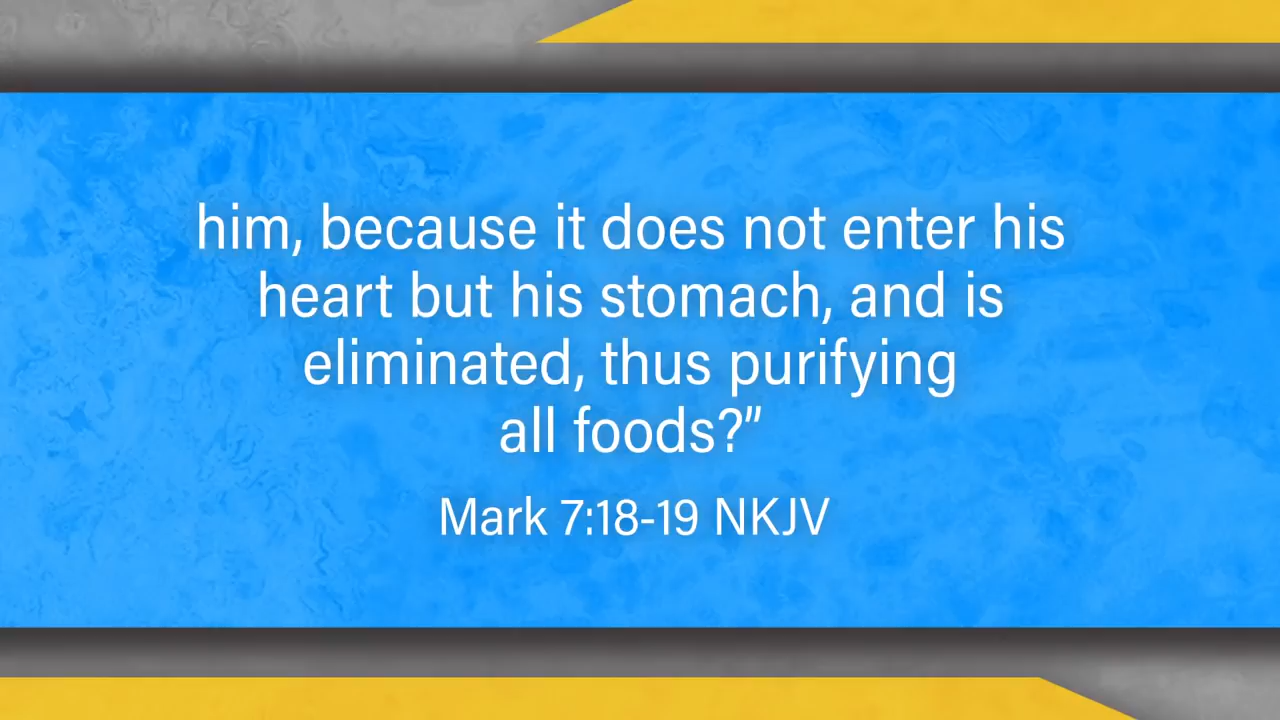 him, because it does not enter his
heart but his stomach, and is
eliminated, thus purifying
all foods?”
Mark 7:18-19 NKJV